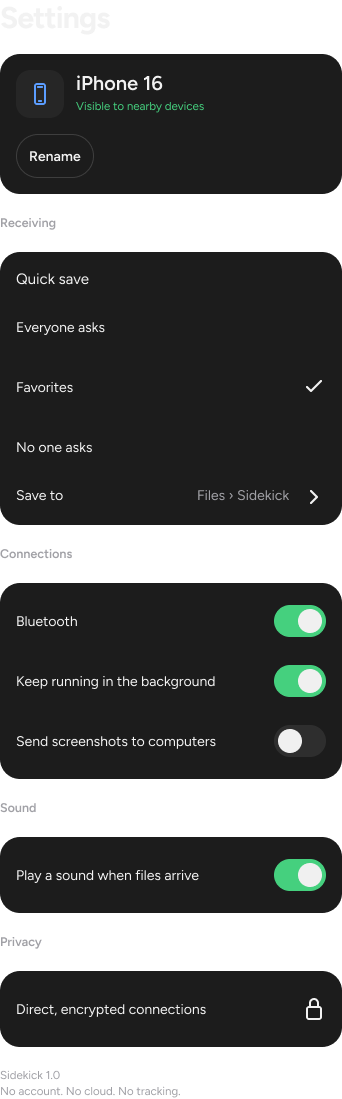 Settings
iPhone 16
Visible to nearby devices
Rename
Receiving
Quick save
Everyone asks
Favorites
No one asks
Save to Files › Sidekick
Connections
Bluetooth
Keep running in the background
Send screenshots to computers
Sound
Play a sound when files arrive
Privacy
Direct, encrypted connections
Sidekick 1.0
No account. No cloud. No tracking.